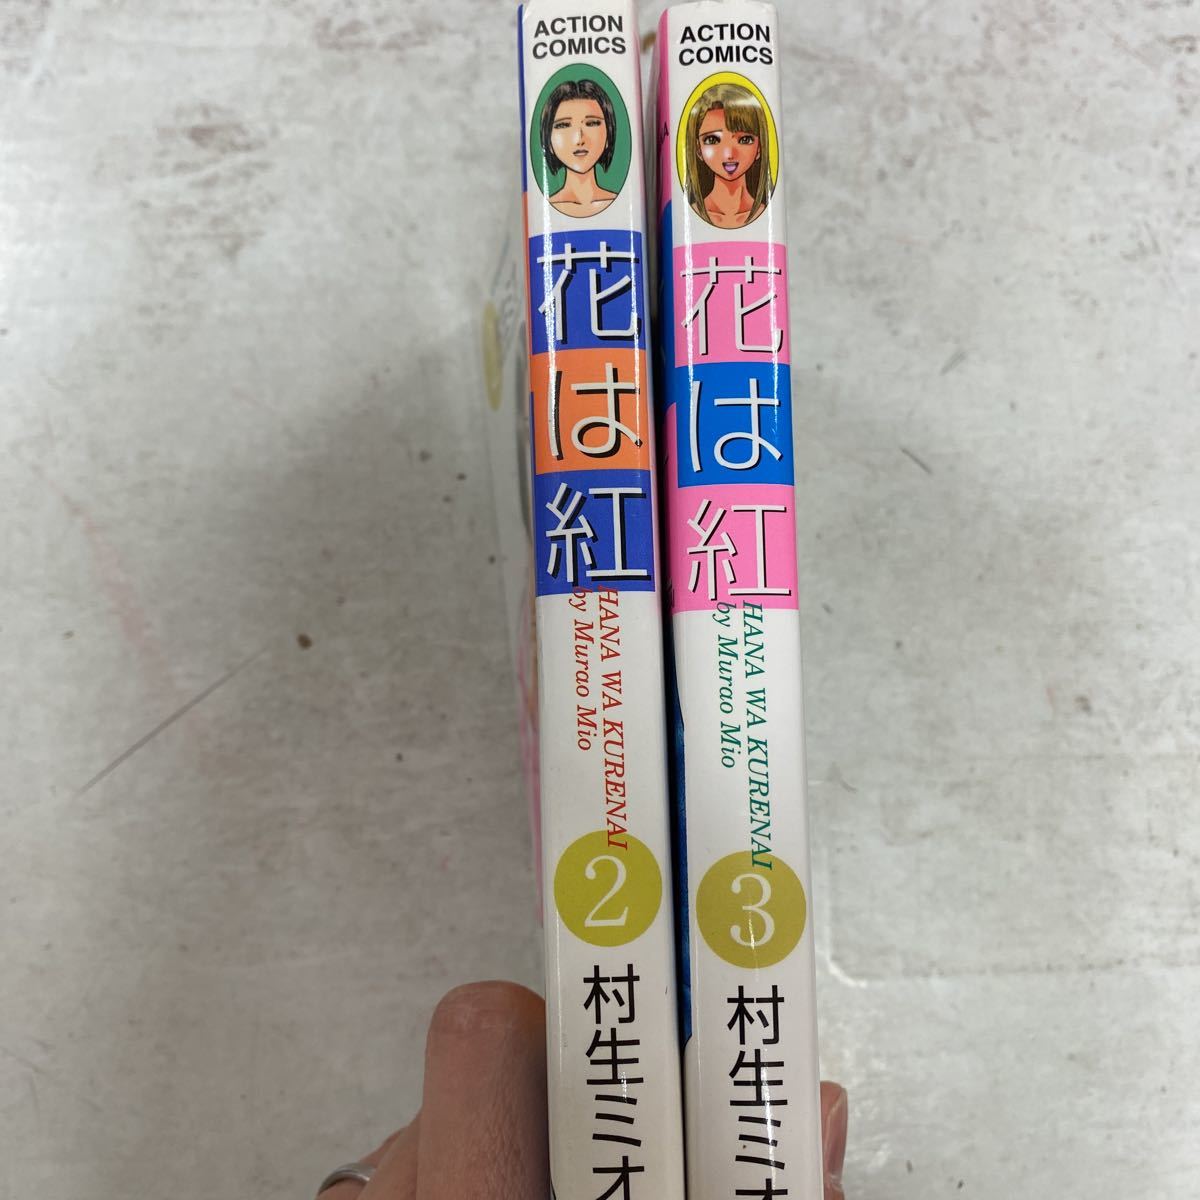 ACTION
COMICS
花は紅
HANA WA KURENAI
by Murao Mio
2
村生ミオ
ACTION
COMICS
花は紅
HANA WA KURENAI
by Murao Mio
3
村生ミオ